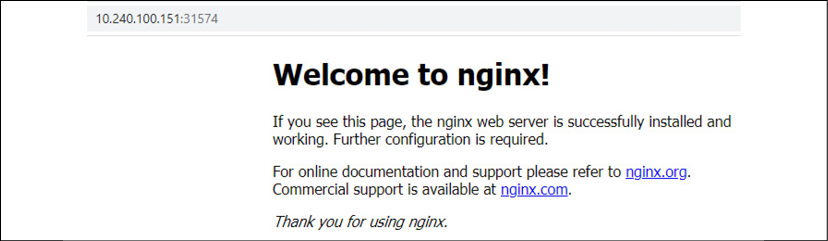 10.240.100.151:31574
Welcome to nginx!
If you see this page, the nginx web server is successfully installed and
working. Further configuration is required.
For online documentation and support please refer to nginx.org.
Commercial support is available at nginx.com.
Thank you for using nginx.